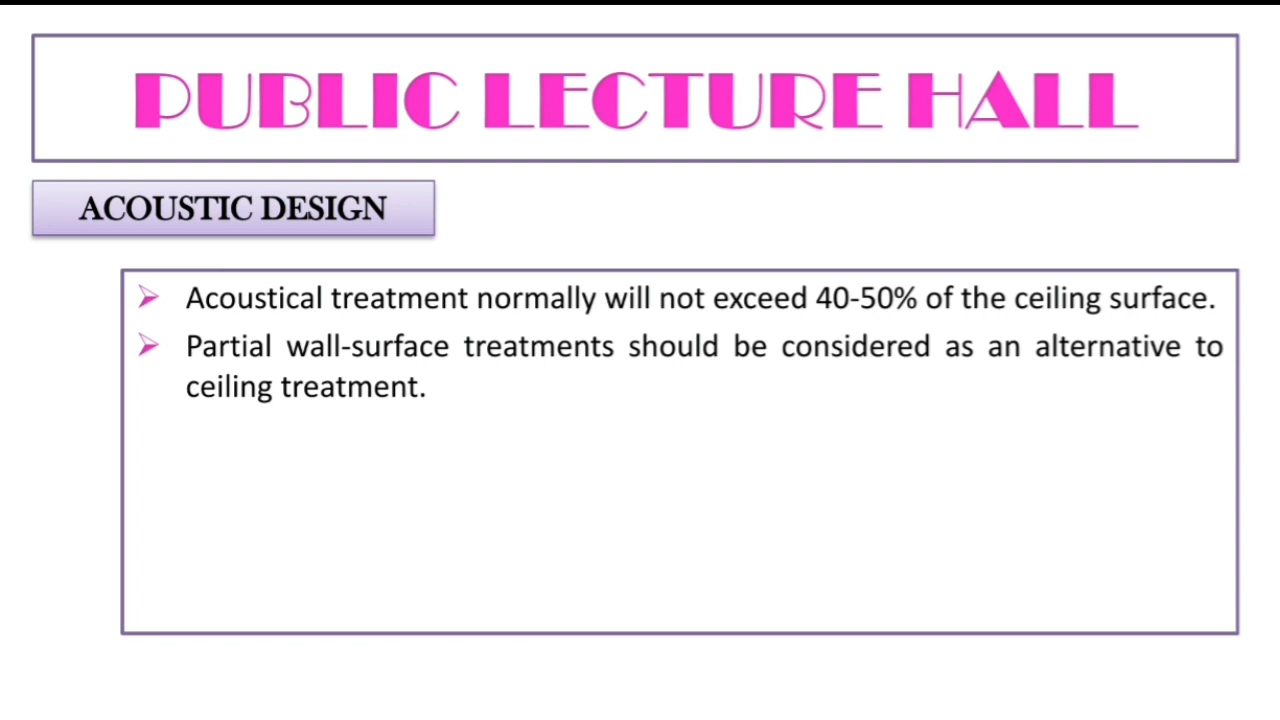 PUBLIC LECTURE HALL
ACOUSTIC DESIGN
Acoustical treatment normally will not exceed 40-50% of the ceiling surface.
Partial wall-surface treatments should be considered as an alternative to
ceiling treatment.